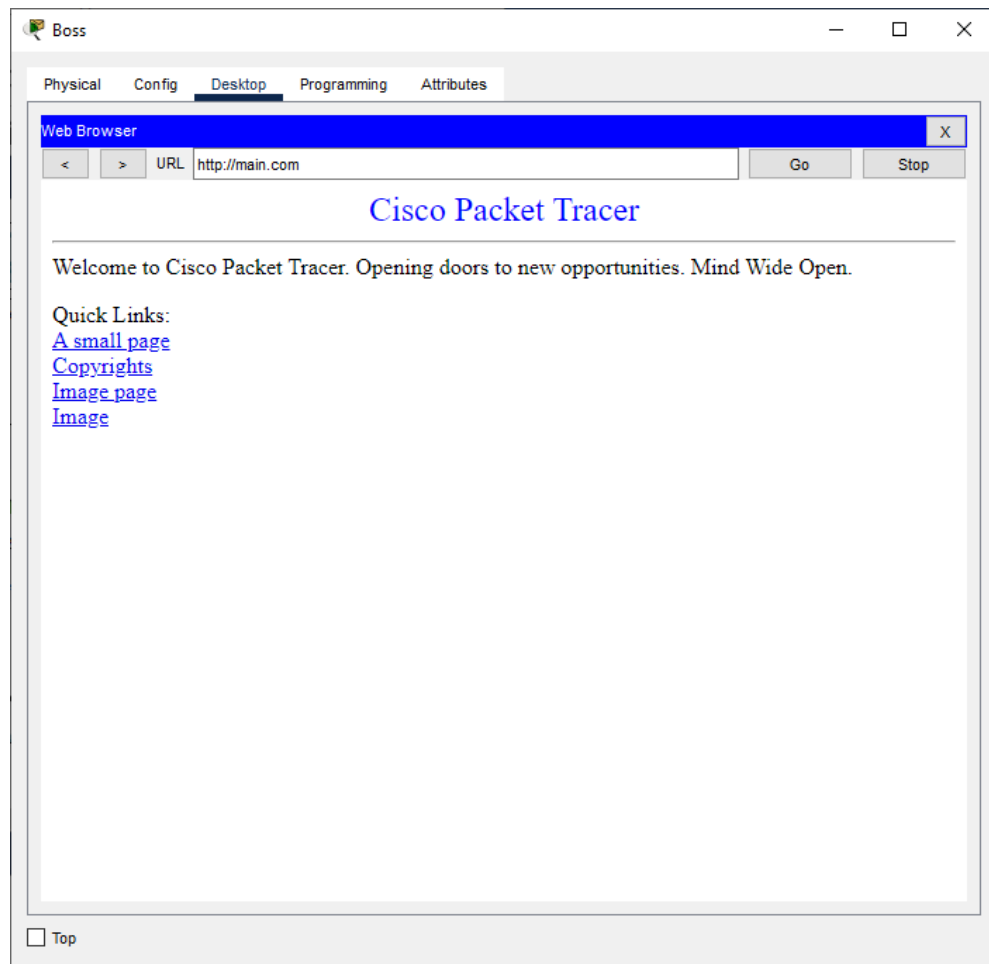 Boss
Physical Config Desktop Programming Attributes
Web Browser X
< > URL http://main.com Go Stop
Cisco Packet Tracer
Welcome to Cisco Packet Tracer. Opening doors to new opportunities. Mind Wide Open.
Quick Links:
A small page
Copyrights
Image page
Image
Top